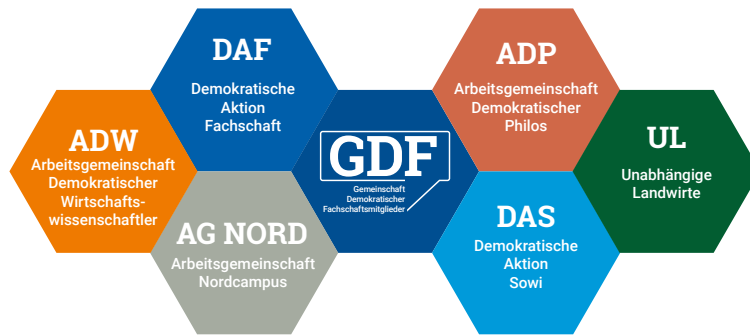 DAF
Demokratische
Aktion
Fachschaft
ADP
Arbeitsgemeinschaft
Demokratischer
Philos
ADW
Arbeitsgemeinschaft
Demokratischer
Wirtschafts-
wissenschaftler
GDF
Gemeinschaft
Demokratischer
Fachschaftsmitglieder
UL
Unabhängige
Landwirte
AG NORD
Arbeitsgemeinschaft
Nordcampus
DAS
Demokratische
Aktion
Sowi